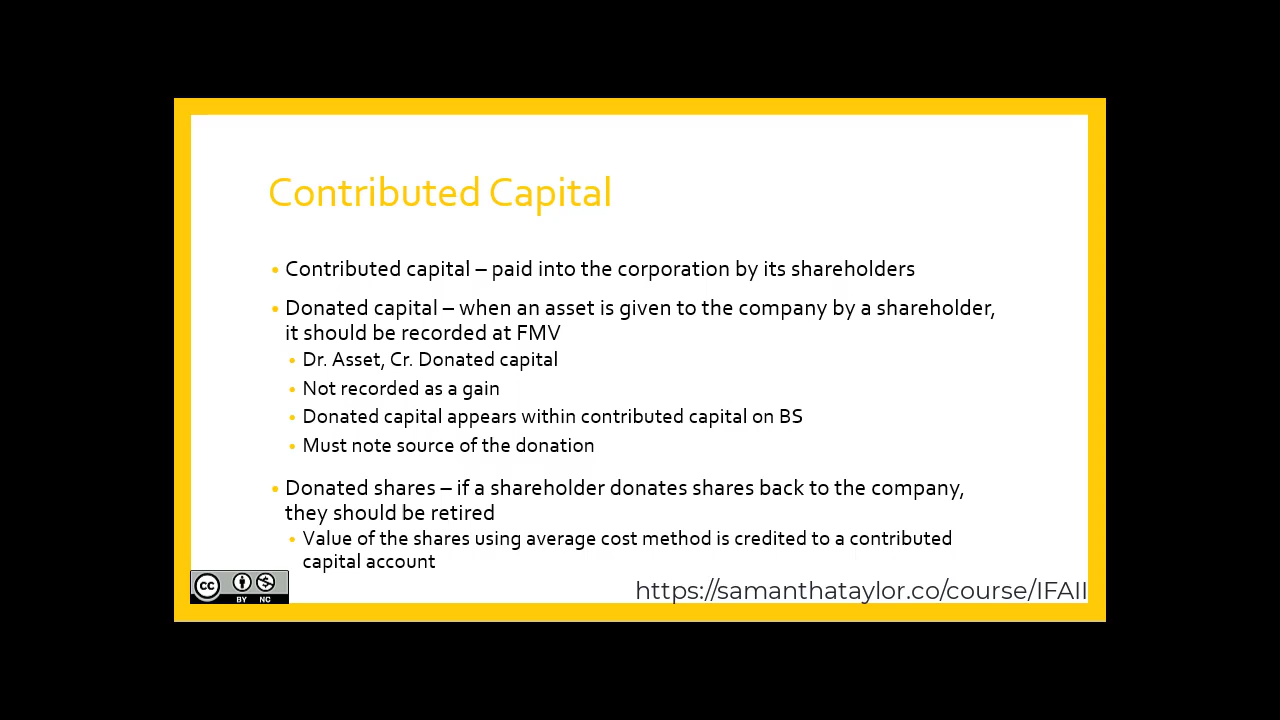 Contributed Capital
• Contributed capital – paid into the corporation by its shareholders
• Donated capital – when an asset is given to the company by a shareholder,
it should be recorded at FMV
• Dr. Asset, Cr. Donated capital
• Not recorded as a gain
• Donated capital appears within contributed capital on BS
• Must note source of the donation
• Donated shares – if a shareholder donates shares back to the company,
they should be retired
• Value of the shares using average cost method is credited to a contributed
capital account
cc BY NC
https://samanthataylor.co/course/IFAII